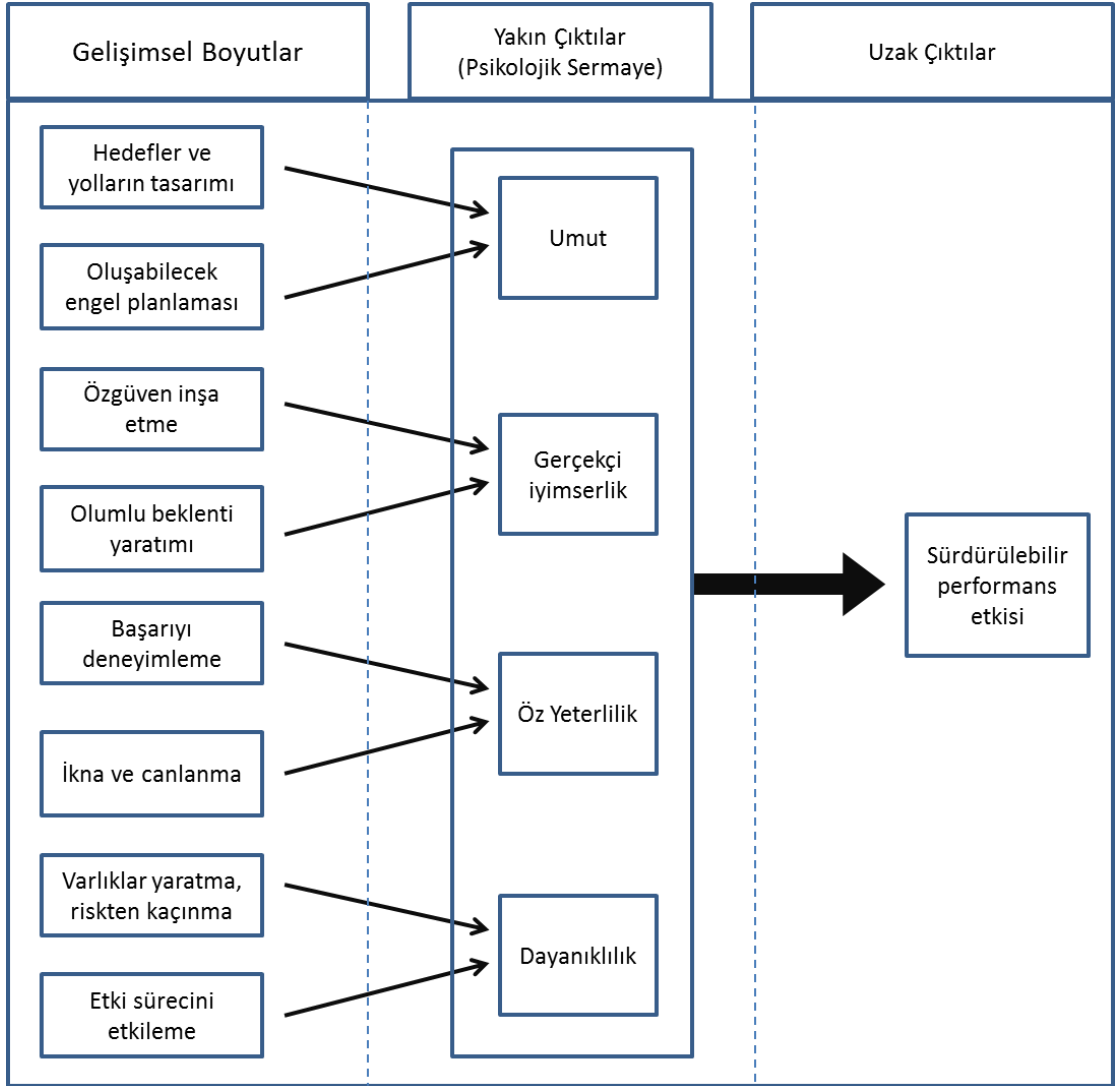 Gelişimsel Boyutlar
Yakın Çıktılar
(Psikolojik Sermaye)
Uzak Çıktılar
Hedefler ve
yolların tasarımı
Oluşabilecek
engel planlaması
Özgüven inşa
etme
Olumlu beklenti
yaratımı
Başarıyı
deneyimleme
İkna ve canlanma
Varlıklar yaratma,
riskten kaçınma
Etki sürecini
etkileme
Umut
Gerçekçi
iyimserlik
Öz Yeterlilik
Dayanıklılık
Sürdürülebilir
performans
etkisi